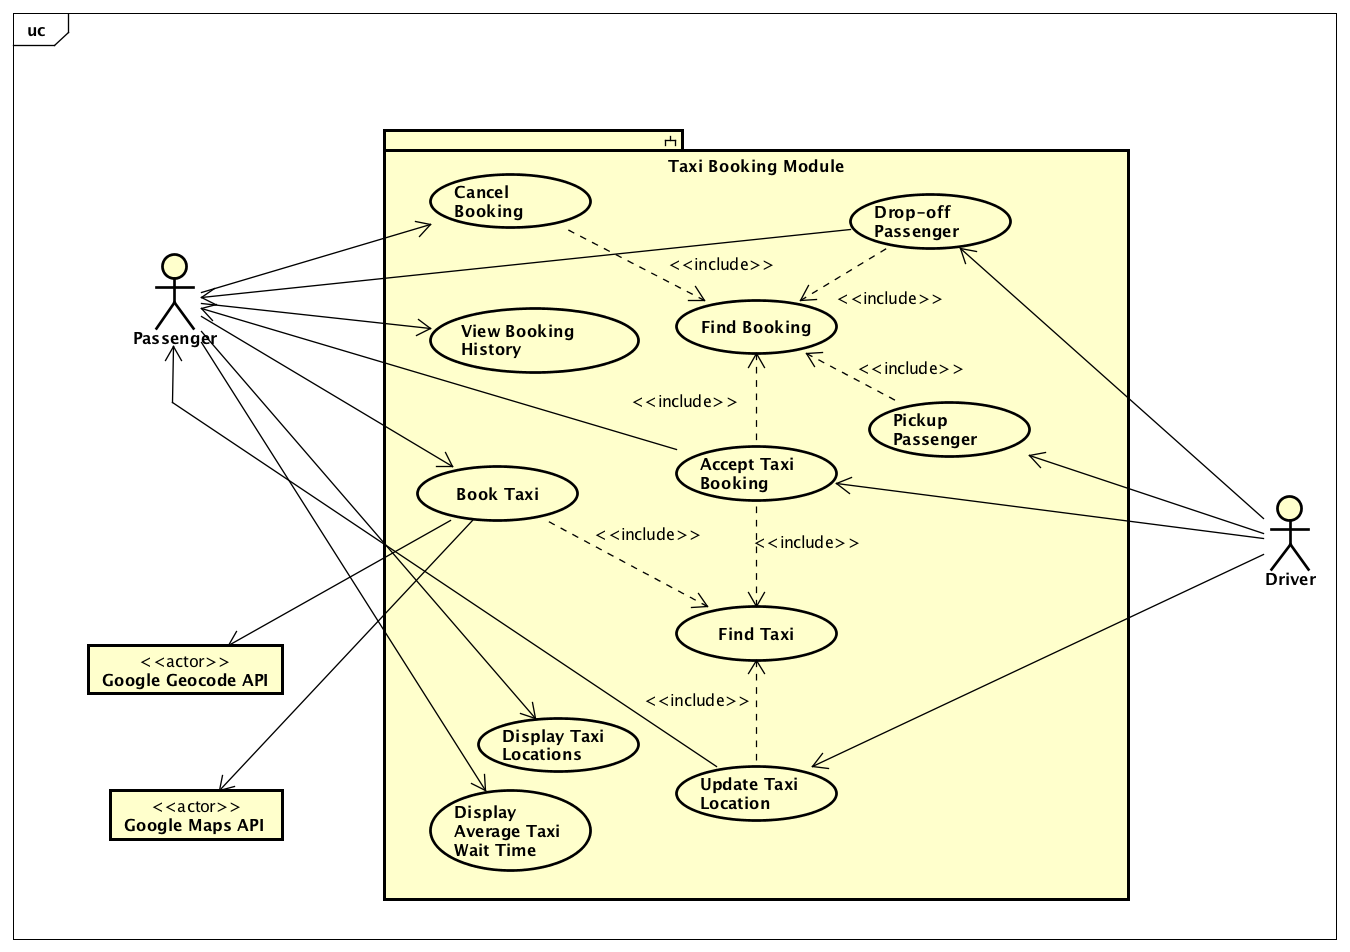 uc
Taxi Booking Module
Cancel
Booking
Drop-off
Passenger
<<include>>
<<include>>
Find Booking
View Booking
History
Passenger
<<include>>
<<include>>
Pickup
Passenger
Accept Taxi
Booking
Book Taxi
<<include>>
<<include>>
Driver
Find Taxi
<<actor>>
Google Geocode API
<<include>>
Display Taxi
Locations
Update Taxi
Location
<<actor>>
Google Maps API
Display
Average Taxi
Wait Time